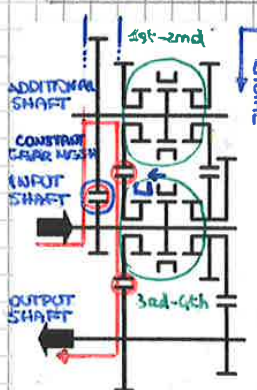 1st-2nd
ADDITIONAL
SHAFT
CONSTANT
GEAR MESH
INPUT
SHAFT
3rd-4th
OUTPUT
SHAFT